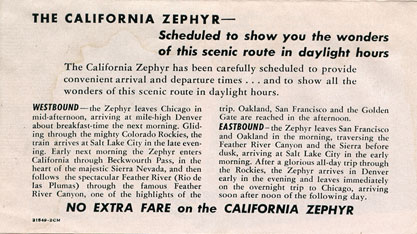 THE CALIFORNIA ZEPHYR—
Scheduled to show you the wonders
of this scenic route in daylight hours
The California Zephyr has been carefully scheduled to provide
convenient arrival and departure times . . . and to show all the
wonders of this scenic route in daylight hours.
WESTBOUND—the Zephyr leaves Chicago in
mid-afternoon, arriving at mile-high Denver
about breakfast-time the next morning. Glid-
ing through the mighty Colorado Rockies, the
train arrives at Salt Lake City in the late eve-
ning. Early next morning the Zephyr enters
California through Beckwourth Pass, in the
heart of the majestic Sierra Nevada, and then
follows the spectacular Feather River (Rio de
las Plumas) through the famous Feather
River Canyon, one of the highlights of the
trip. Oakland, San Francisco and the Golden
Gate are reached in the afternoon.
EASTBOUND—the Zephyr leaves San Francisco
and Oakland in the morning, traversing the
Feather River Canyon and the Sierra before
dusk, arriving at Salt Lake City in the early
morning. After a glorious all-day trip through
the Rockies, the Zephyr arrives in Denver
early in the evening and leaves immediately
on the overnight trip to Chicago, arriving
soon after noon of the following day.
NO EXTRA FARE on the CALIFORNIA ZEPHYR